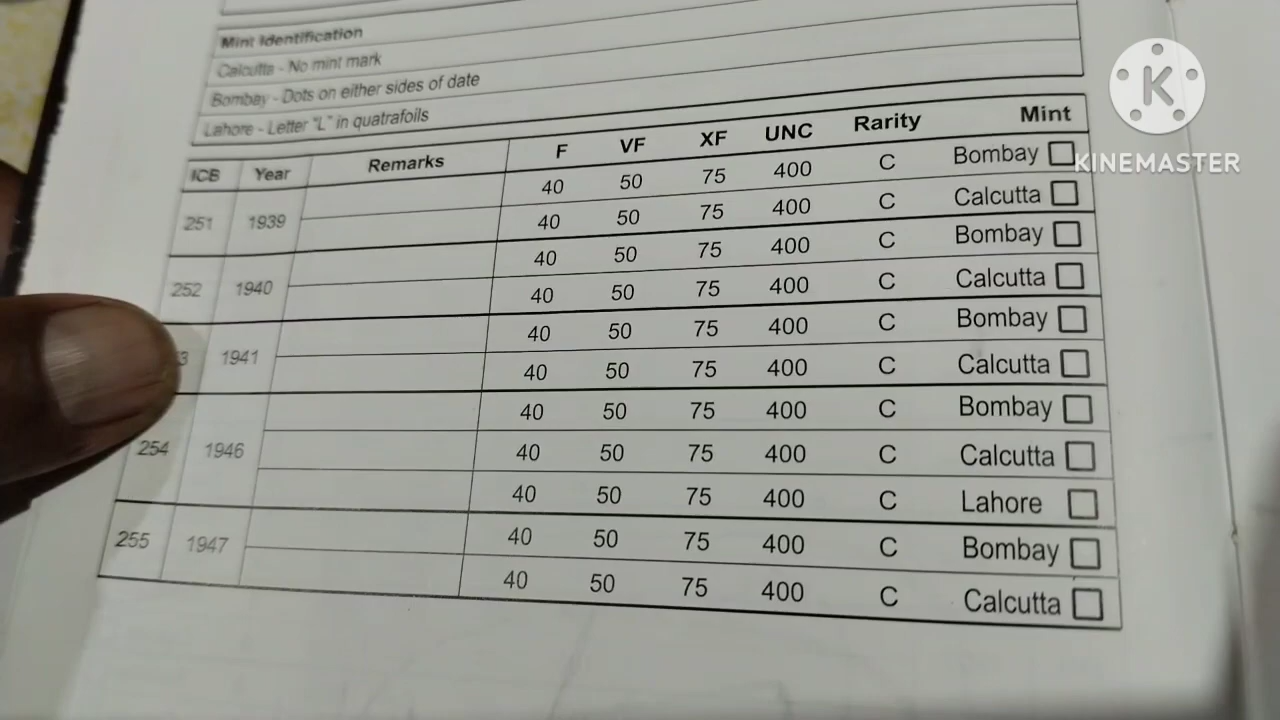 Mint Identification
Calcutta - No mint mark
Bombay - Dots on either sides of date
Lahore - Letter "L" in quatrafoils
ICB Year Remarks F VF XF UNC Rarity Mint
251 1939 40 50 75 400 C Bombay
40 50 75 400 C Calcutta
252 1940 40 50 75 400 C Bombay
40 50 75 400 C Calcutta
3 1941 40 50 75 400 C Bombay
40 50 75 400 C Calcutta
254 1946 40 50 75 400 C Bombay
40 50 75 400 C Calcutta
40 50 75 400 C Lahore
255 1947 40 50 75 400 C Bombay
40 50 75 400 C Calcutta
K
KINEMASTER